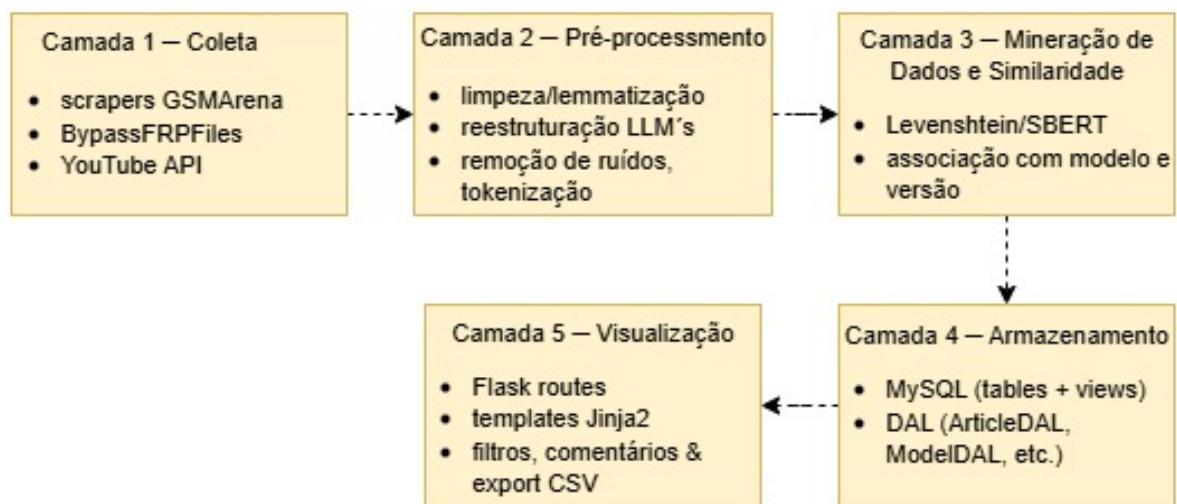 Camada 1 — Coleta
• scrapers GSMArena
• BypassFRPFiles
• YouTube API
Camada 2 — Pré-processmento
• limpeza/lemmatização
• reestruturação LLM´s
• remoção de ruídos,
tokenização
Camada 3 — Mineração de
Dados e Similaridade
• Levenshtein/SBERT
• associação com modelo e
versão
Camada 4 — Armazenamento
• MySQL (tables + views)
• DAL (ArticleDAL,
ModelDAL, etc.)
Camada 5 — Visualização
• Flask routes
• templates Jinja2
• filtros, comentários &
export CSV